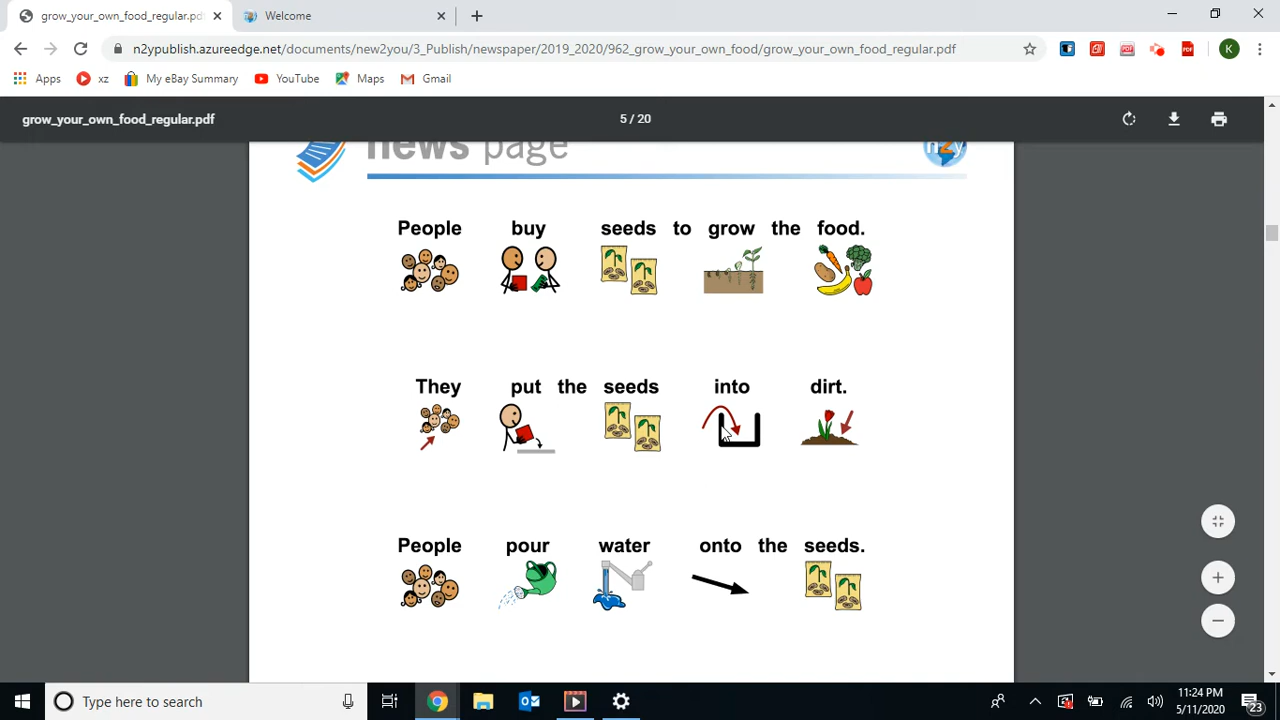 grow_your_own_food_regular.pdf
Welcome
n2ypublish.azureedge.net/documents/new2you/3_Publish/newspaper/2019_2020/962_grow_your_own_food/grow_your_own_food_regular.pdf
K
Apps
xz
My eBay Summary
YouTube
Maps
Gmail
grow_your_own_food_regular.pdf
5 / 20
news page
n2y
People buy seeds to grow the food.
They put the seeds into dirt.
People pour water onto the seeds.
Type here to search
11:24 PM
5/11/2020
23